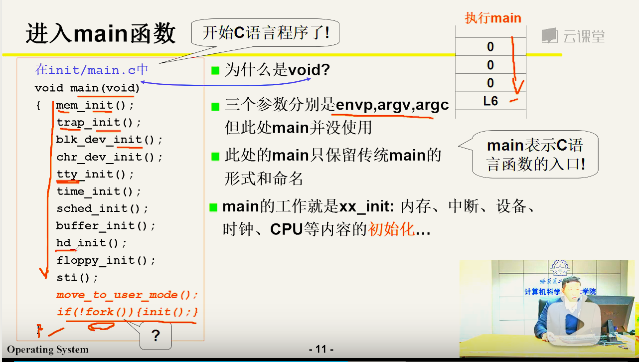 进入main函数
开始C语言程序了!
执行main
云课堂
0
0
0
L6
在init/main.c中
void main(void)
{ mem_init();
trap_init();
blk_dev_init();
chr_dev_init();
tty_init();
time_init();
sched_init();
buffer_init();
hd_init();
floppy_init();
sti();
move_to_user_mode();
if(!fork()){init();}
}
?
为什么是void?
三个参数分别是envp,argv,argc
但此处main并没使用
此处的main只保留传统main的
形式和命名
main表示C语
言函数的入口!
main的工作就是xx_init: 内存、中断、设备、
时钟、CPU等内容的初始化...
Operating System
- 11 -